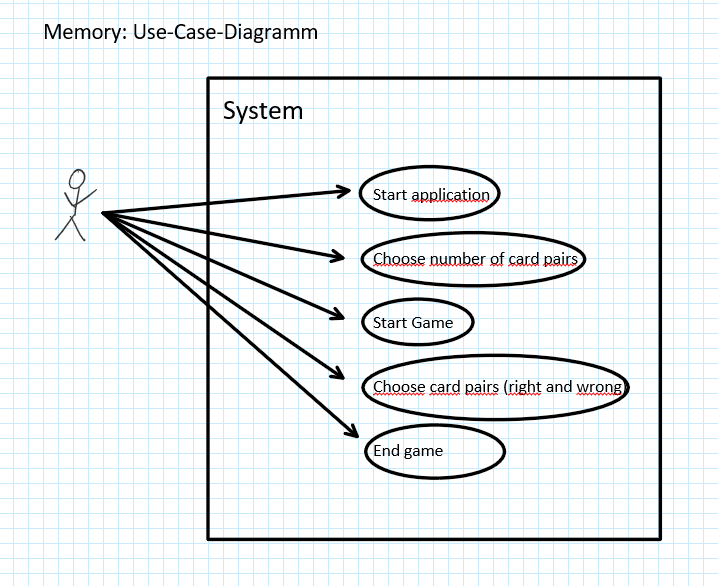 Memory: Use-Case-Diagramm
System
Start application
Choose number of card pairs
Start Game
Choose card pairs (right and wrong)
End game